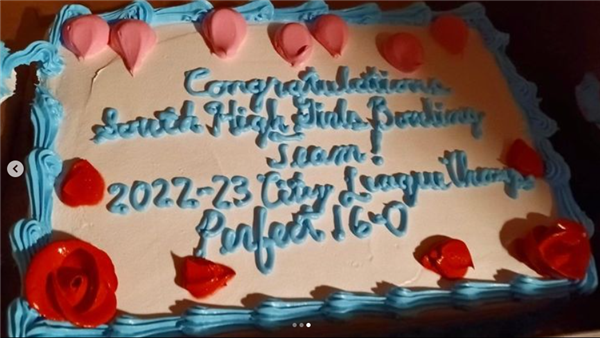 Congratulations
South High Girls Bowling
Team!
2022-23 City League Champs
Perfect 16-0